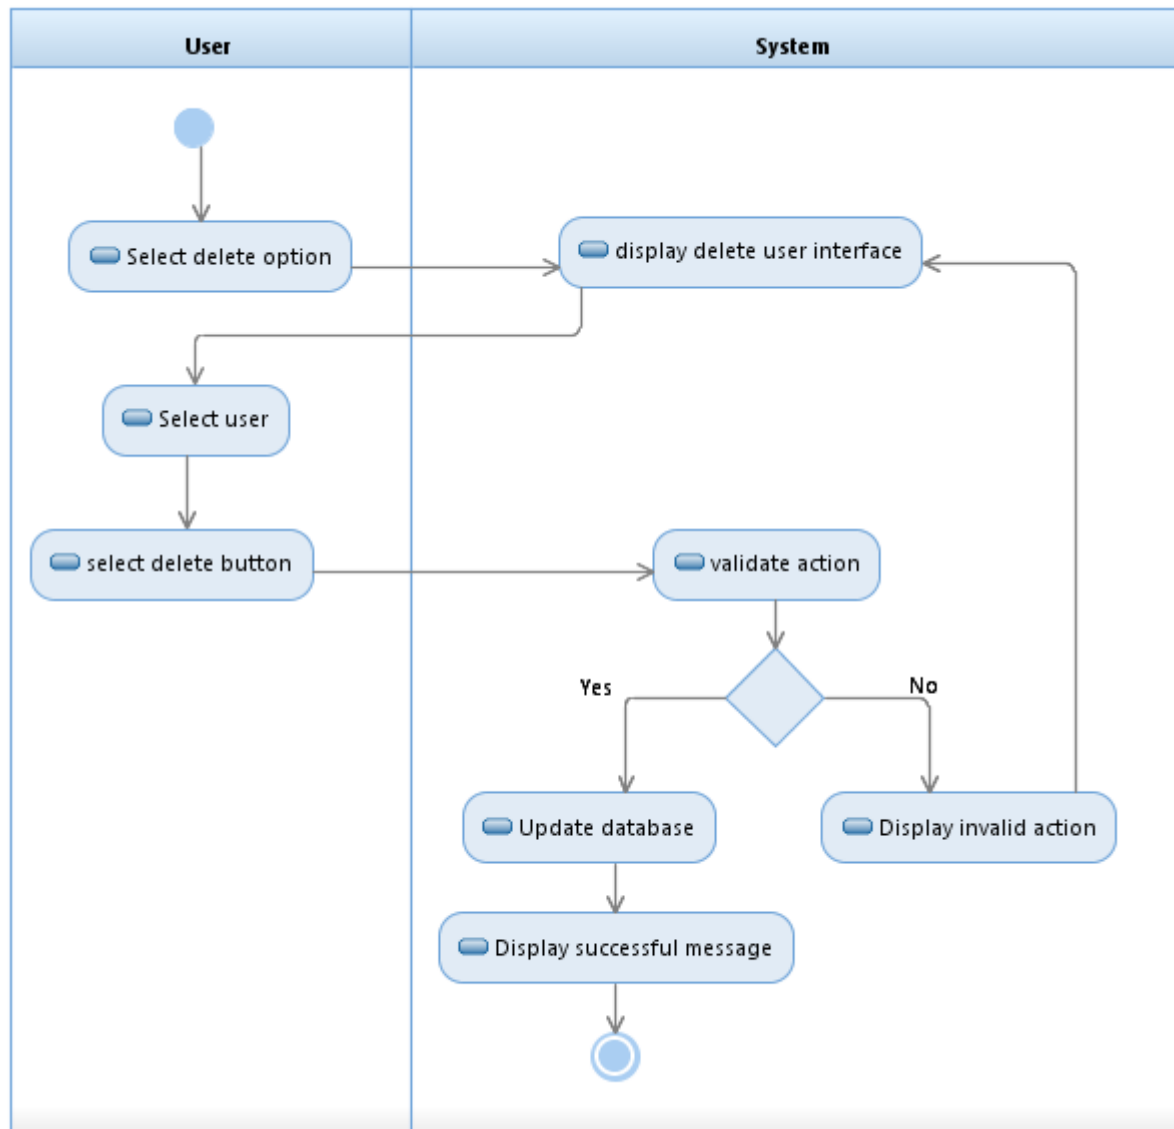 User
System
Select delete option
display delete user interface
Select user
select delete button
validate action
Yes
No
Update database
Display invalid action
Display successful message